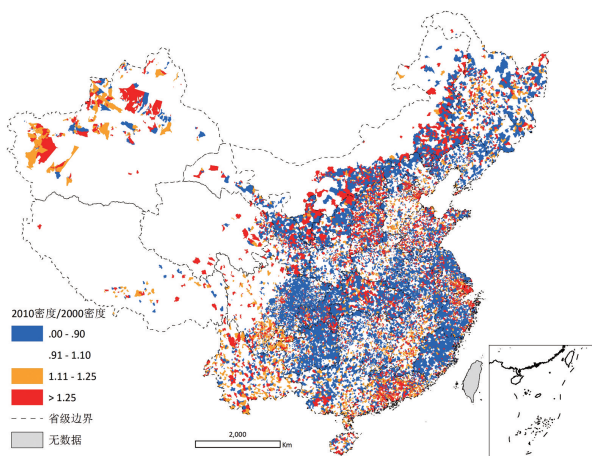 2010密度/2000密度
.00 - .90
.91 - 1.10
1.11 - 1.25
> 1.25
省级边界
无数据
2,000
Km